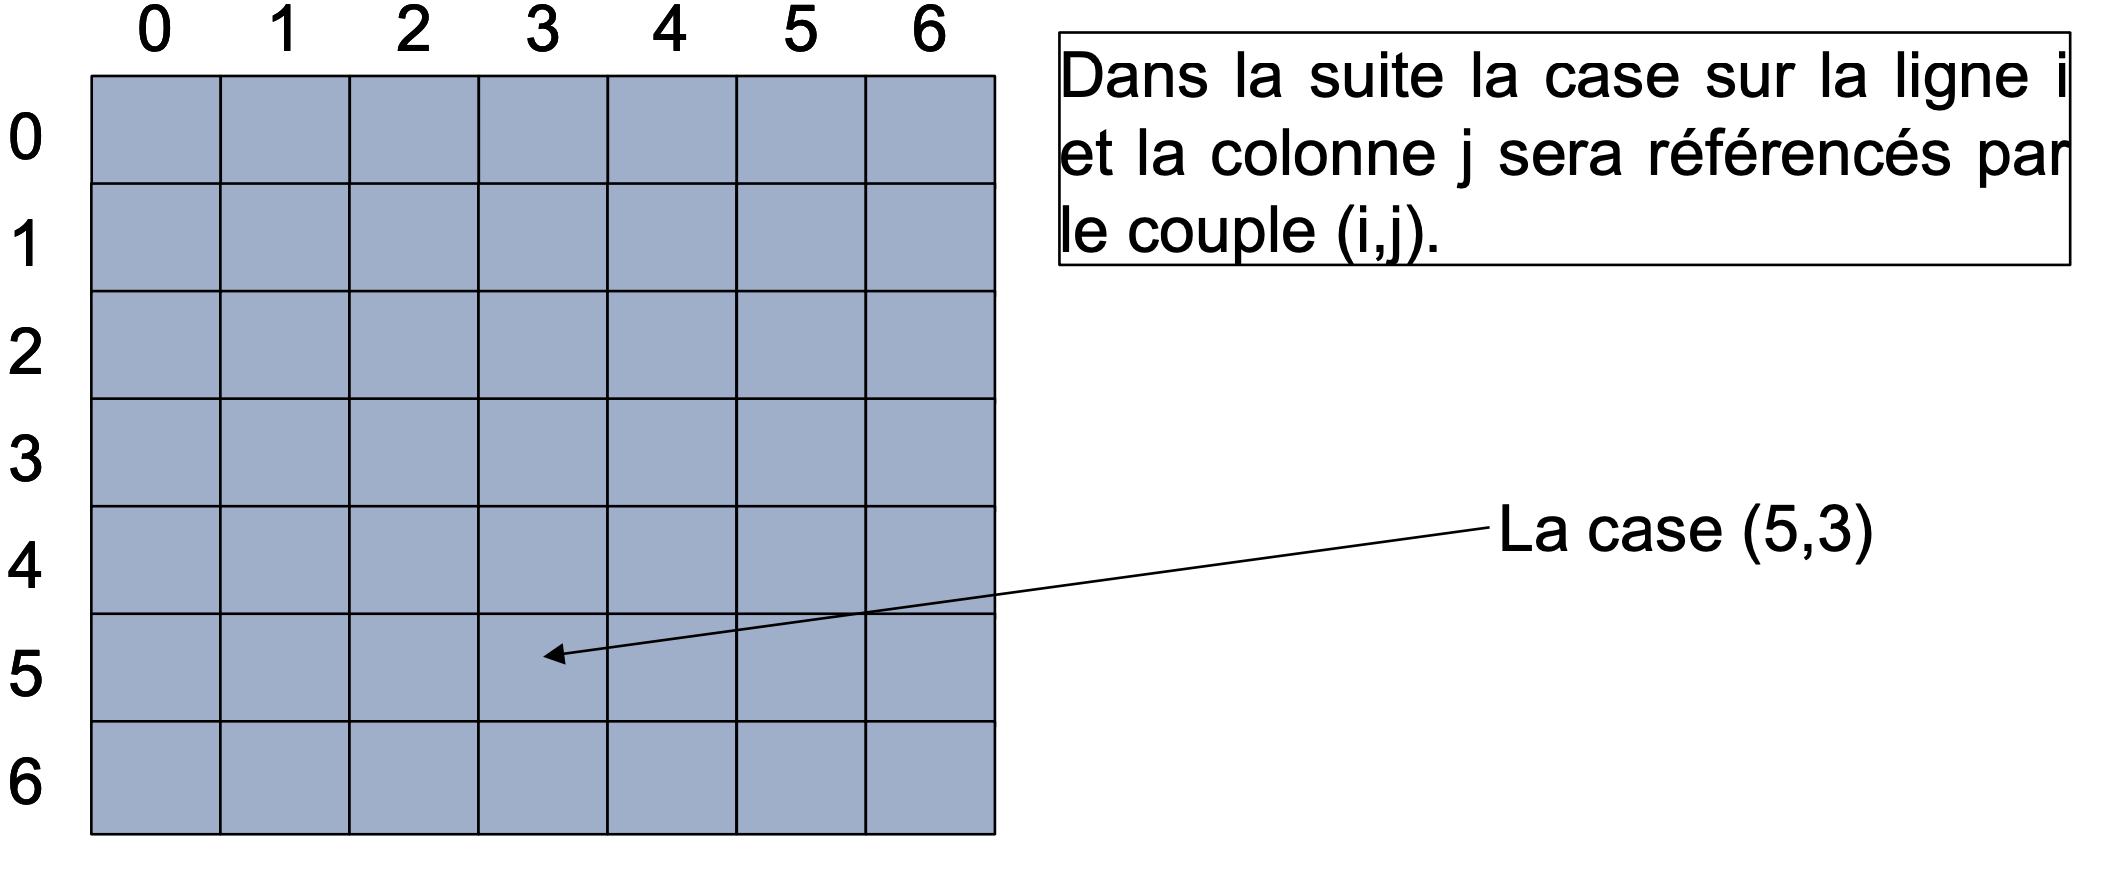 0 1 2 3 4 5 6
Dans la suite la case sur la ligne i
et la colonne j sera référencés par
le couple (i,j).
0
1
2
3
4
La case (5,3)
5
6